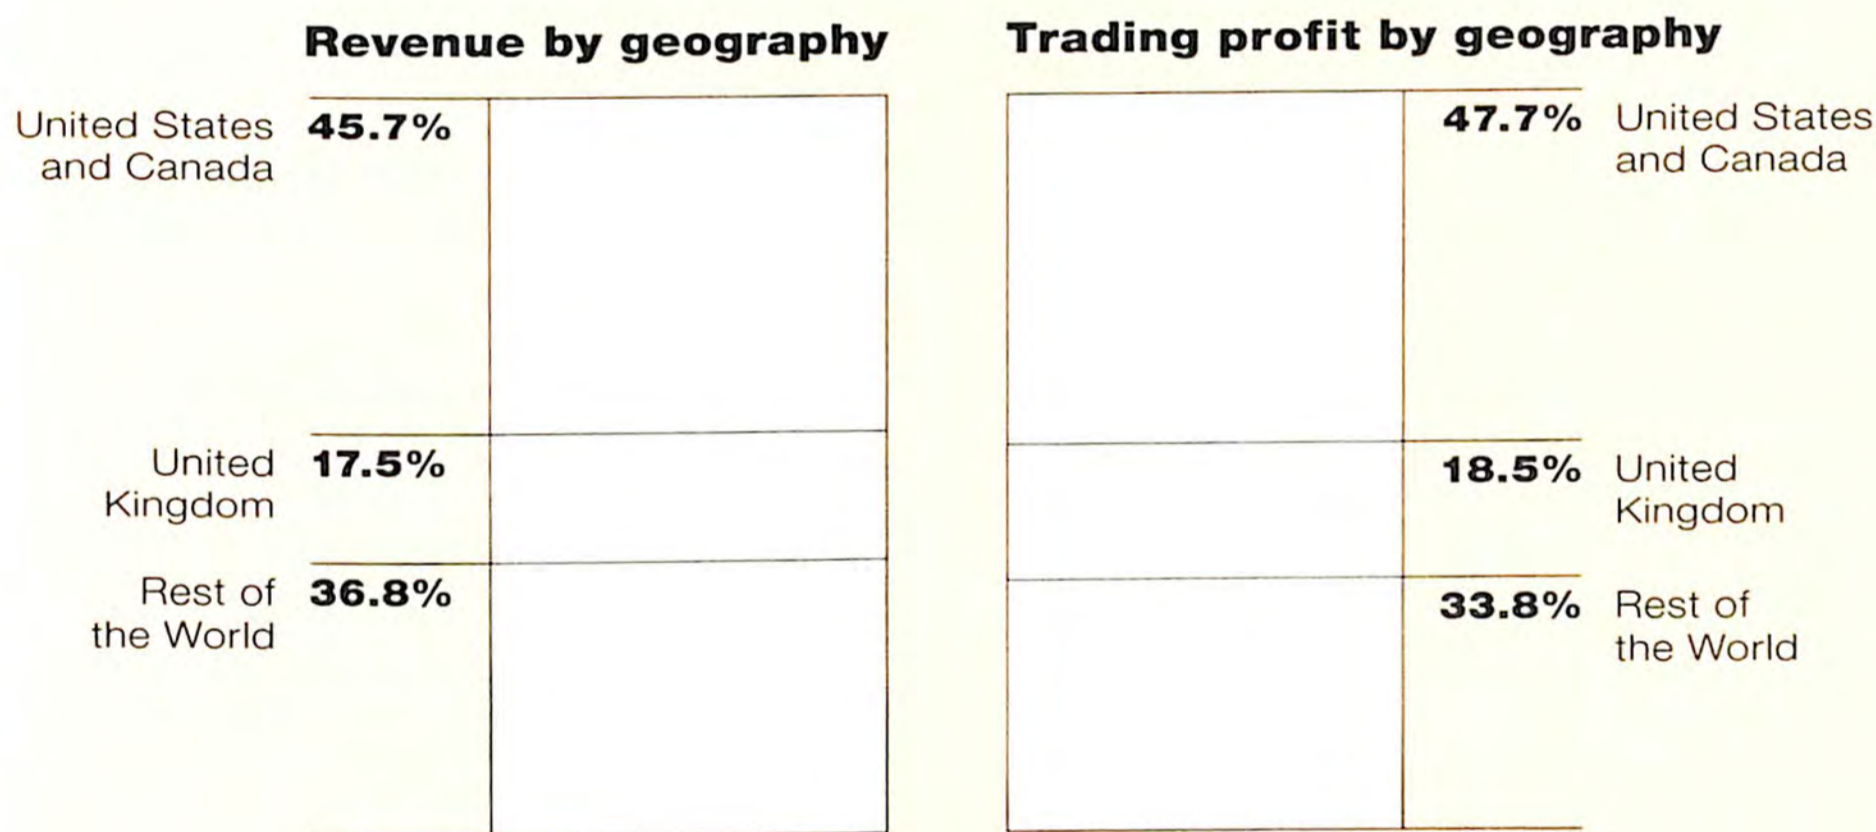 Revenue by geography
United States
and Canada
45.7%
United
Kingdom
17.5%
Rest of
the World
36.8%
Trading profit by geography
47.7%
United States
and Canada
18.5%
United
Kingdom
33.8%
Rest of
the World